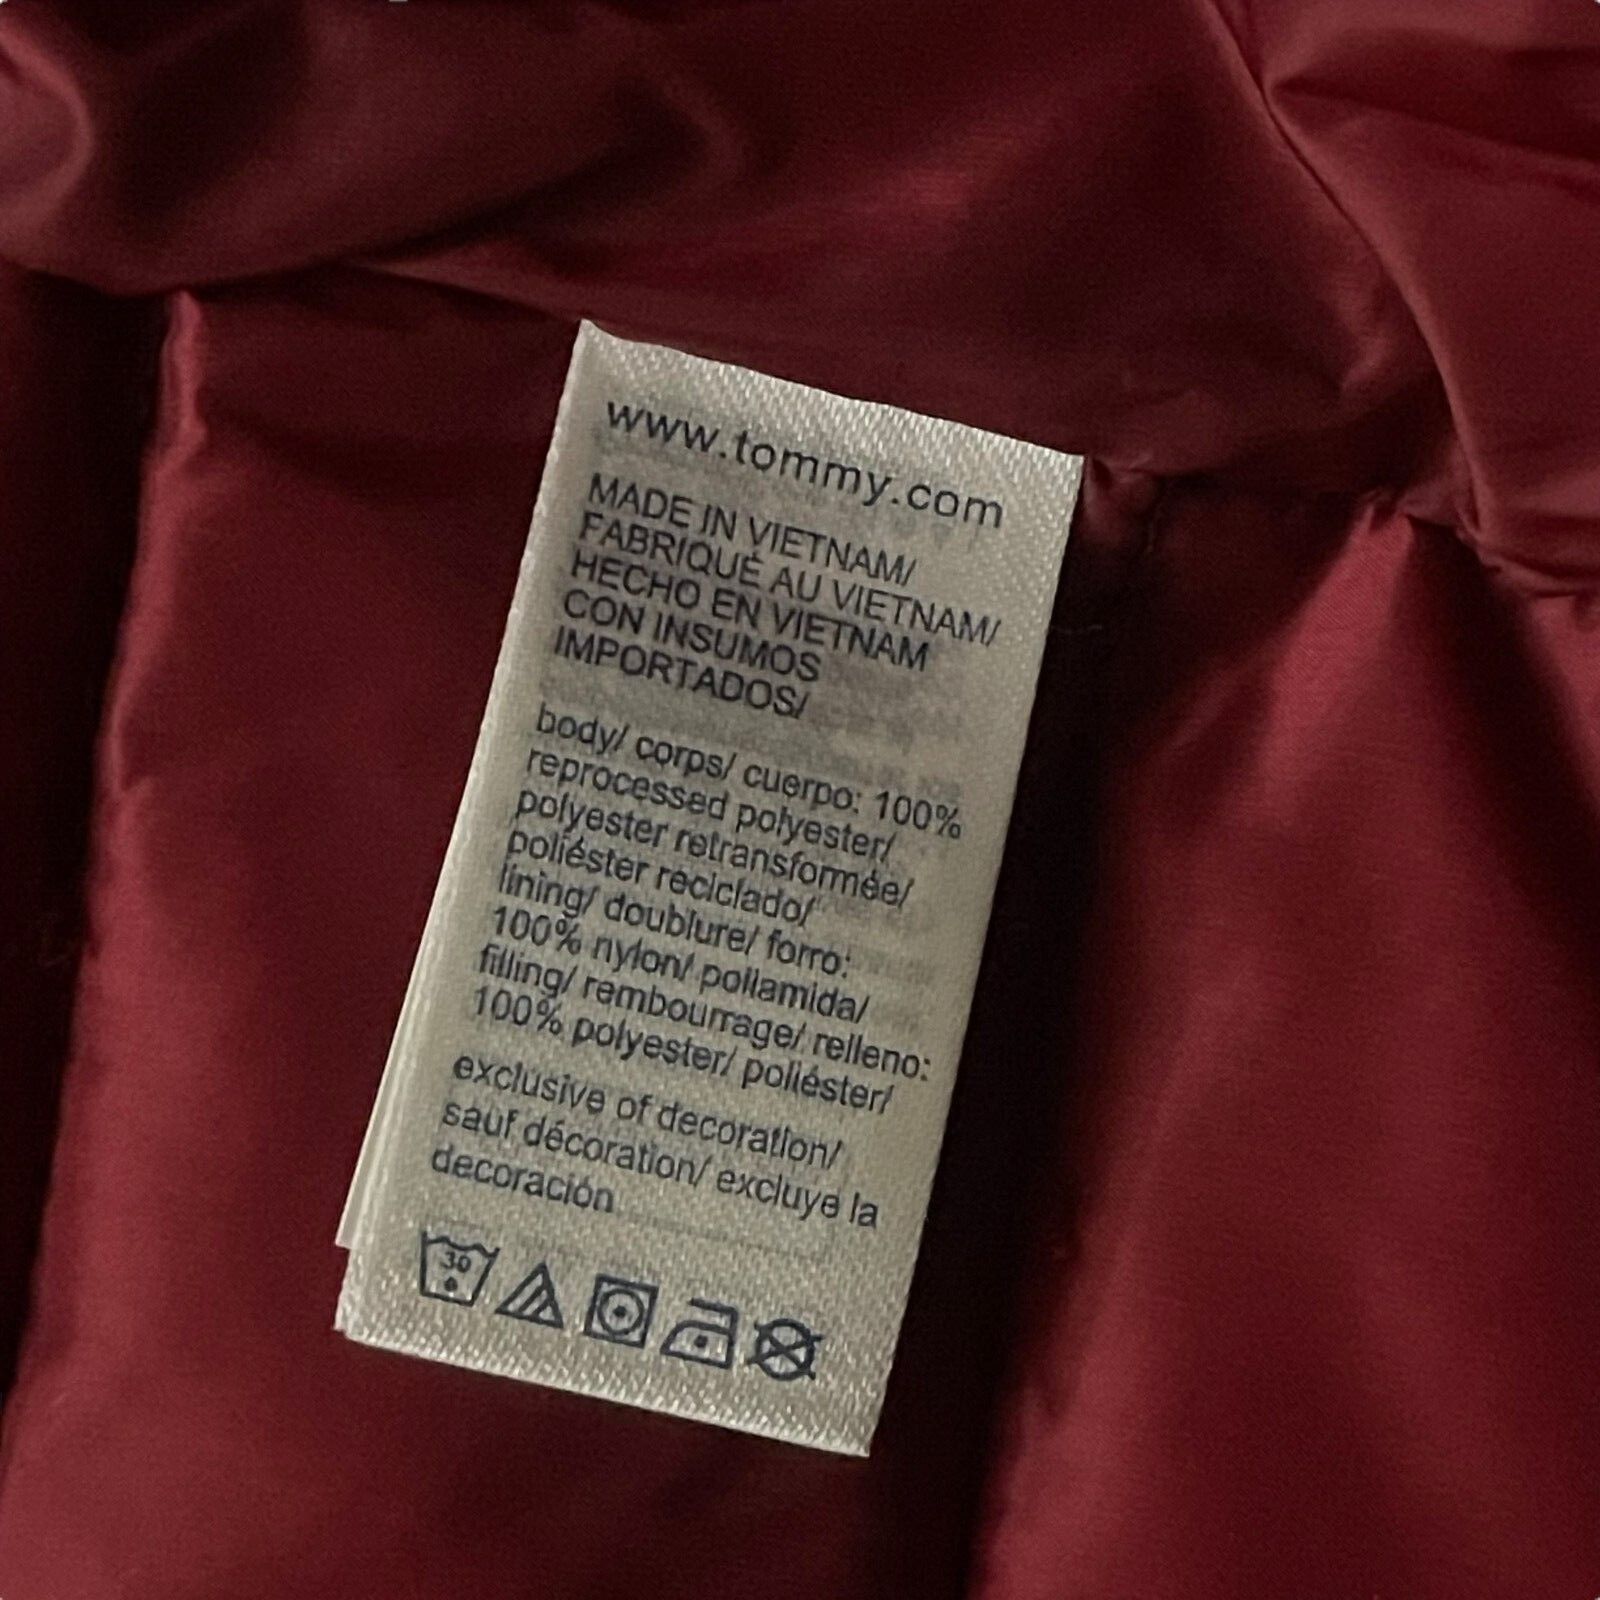 www.tommy.com
MADE IN VIETNAM/
FABRIQUÉ AU VIETNAM/
HECHO EN VIETNAM
CON INSUMOS
IMPORTADOS/
body/ corps/ cuerpo: 100%
reprocessed polyester/
polyester retransformée/
poliéster reciclado/
lining/ doublure/ forro:
100% nylon/ poliamida/
filling/ rembourrage/ relleno:
100% polyester/ poliéster/
exclusive of decoration/
sauf décoration/ excluye la
decoración
30